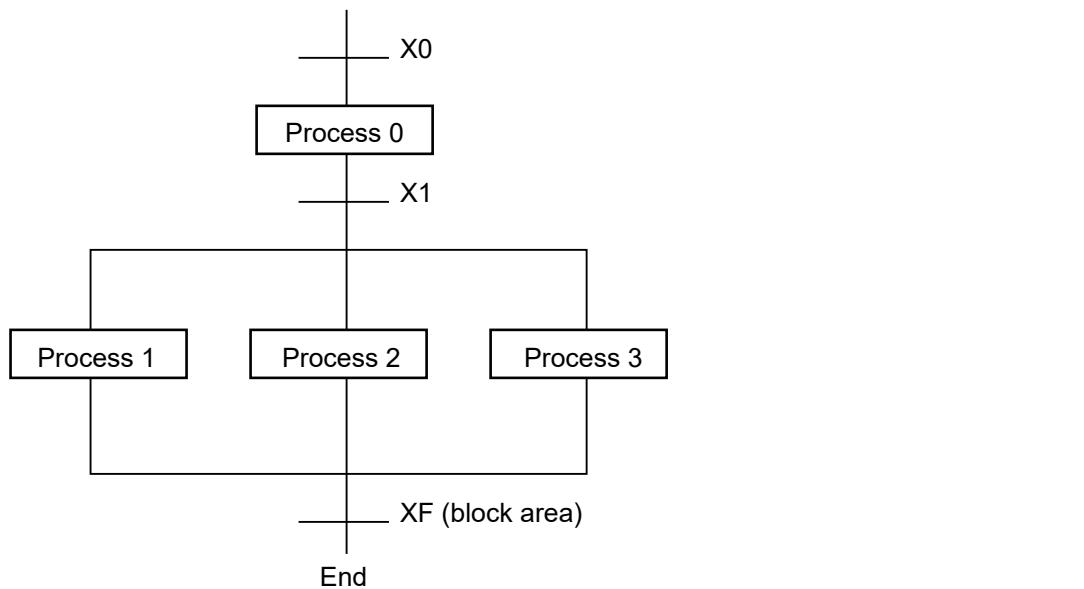 X0
Process 0
X1
Process 1
Process 2
Process 3
XF (block area)
End